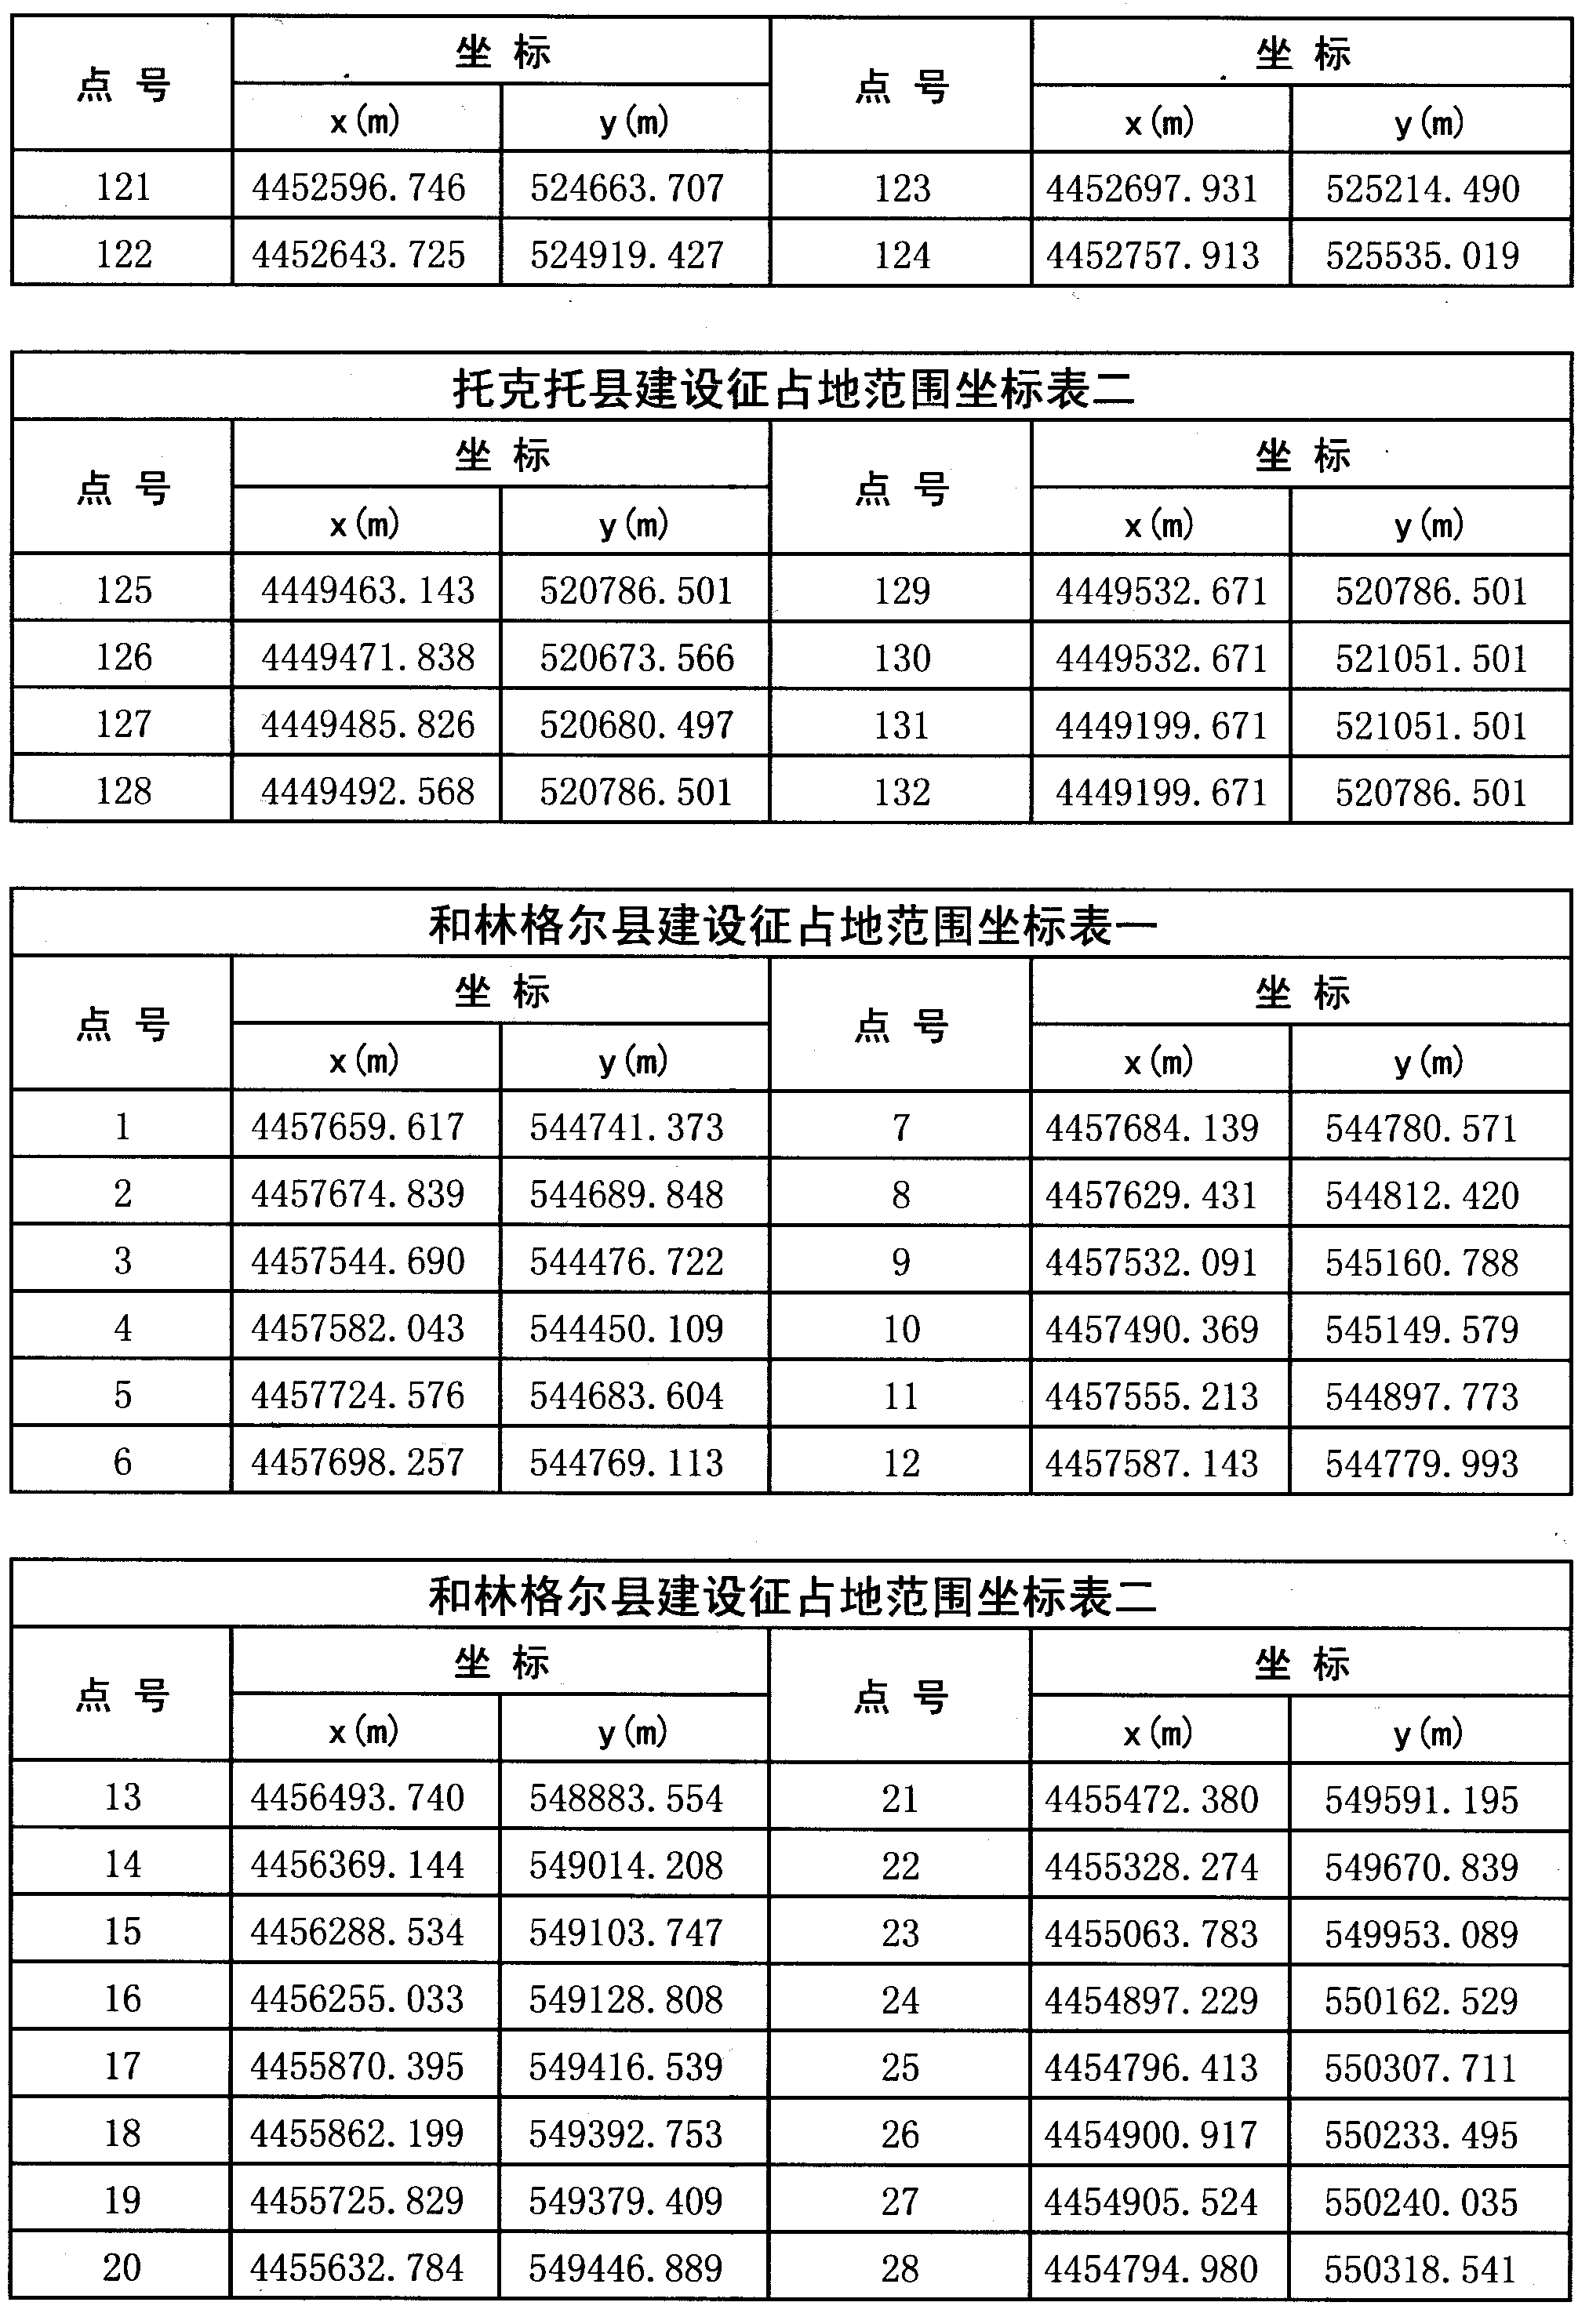 点 号 坐 标 点 号 坐 标
x(m) y(m) x(m) y(m)
121 4452596.746 524663.707 123 4452697.931 525214.490
122 4452643.725 524919.427 124 4452757.913 525535.019
托克托县建设征占地范围坐标表二
点 号 坐 标 点 号 坐 标
x(m) y(m) x(m) y(m)
125 4449463.143 520786.501 129 4449532.671 520786.501
126 4449471.838 520673.566 130 4449532.671 521051.501
127 4449485.826 520680.497 131 4449199.671 521051.501
128 4449492.568 520786.501 132 4449199.671 520786.501
和林格尔县建设征占地范围坐标表一
点 号 坐 标 点 号 坐 标
x(m) y(m) x(m) y(m)
1 4457659.617 544741.373 7 4457684.139 544780.571
2 4457674.839 544689.848 8 4457629.431 544812.420
3 4457544.690 544476.722 9 4457532.091 545160.788
4 4457582.043 544450.109 10 4457490.369 545149.579
5 4457724.576 544683.604 11 4457555.213 544897.773
6 4457698.257 544769.113 12 4457587.143 544779.993
和林格尔县建设征占地范围坐标表二
点 号 坐 标 点 号 坐 标
x(m) y(m) x(m) y(m)
13 4456493.740 548883.554 21 4455472.380 549591.195
14 4456369.144 549014.208 22 4455328.274 549670.839
15 4456288.534 549103.747 23 4455063.783 549953.089
16 4456255.033 549128.808 24 4454897.229 550162.529
17 4455870.395 549416.539 25 4454796.413 550307.711
18 4455862.199 549392.753 26 4454900.917 550233.495
19 4455725.829 549379.409 27 4454905.524 550240.035
20 4455632.784 549446.889 28 4454794.980 550318.541